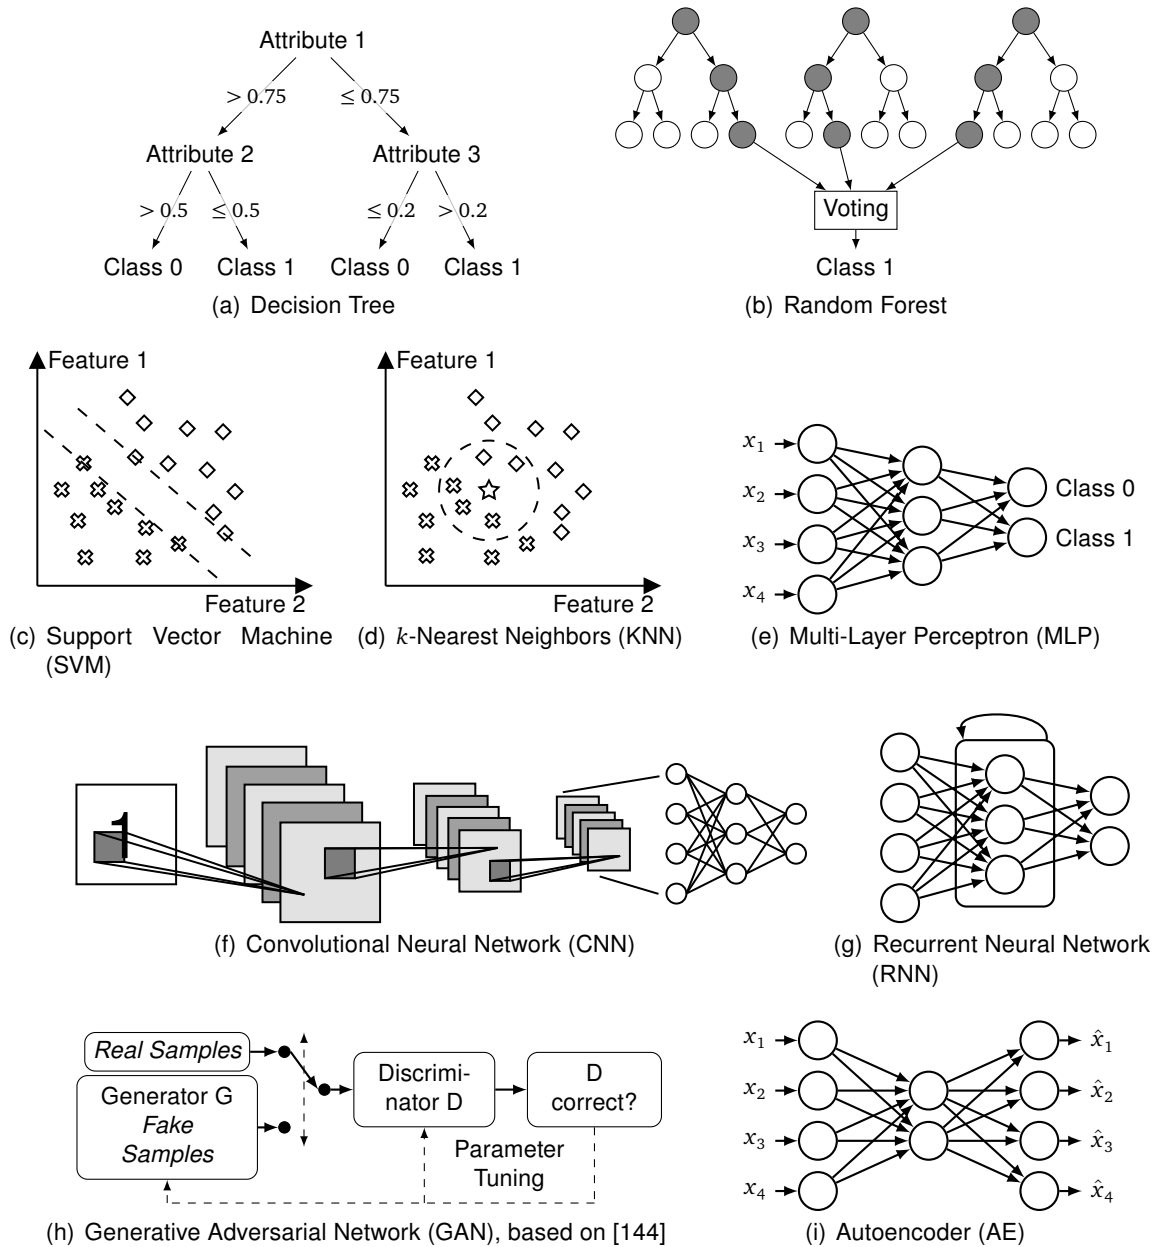 Attribute 1
> 0.75
≤ 0.75
Attribute 2
Attribute 3
> 0.5
≤ 0.5
≤ 0.2
> 0.2
Class 0
Class 1
Class 0
Class 1
(a) Decision Tree
Voting
Class 1
(b) Random Forest
Feature 1
Feature 2
(c) Support Vector Machine
(SVM)
Feature 1
Feature 2
(d) k-Nearest Neighbors (KNN)
x₁
x₂
x₃
x₄
Class 0
Class 1
(e) Multi-Layer Perceptron (MLP)
1
(f) Convolutional Neural Network (CNN)
(g) Recurrent Neural Network
(RNN)
Real Samples
Generator G
Fake
Samples
Discrimi-
nator D
D
correct?
Parameter
Tuning
(h) Generative Adversarial Network (GAN), based on [144]
x₁
x₂
x₃
x₄
x̂₁
x̂₂
x̂₃
x̂₄
(i) Autoencoder (AE)